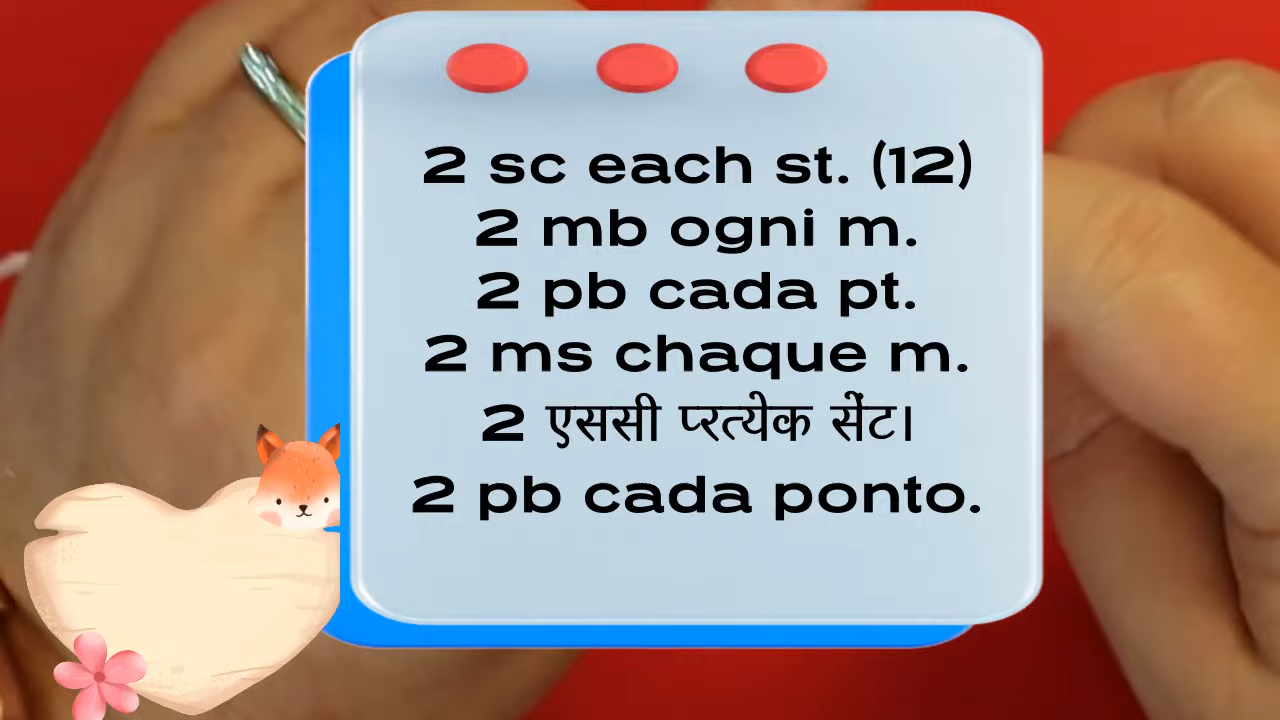 2 sc each st. (12)
2 mb ogni m.
2 pb cada pt.
2 ms chaque m.
2 एससी प्रत्येक सेंट।
2 pb cada ponto.